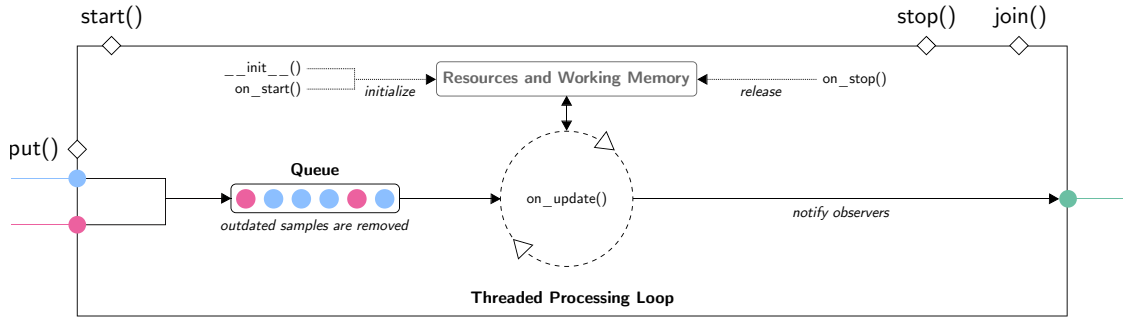 start()
stop()
join()
__init__()
on_start()
initialize
Resources and Working Memory
release
on_stop()
put()
Queue
outdated samples are removed
on_update()
notify observers
Threaded Processing Loop